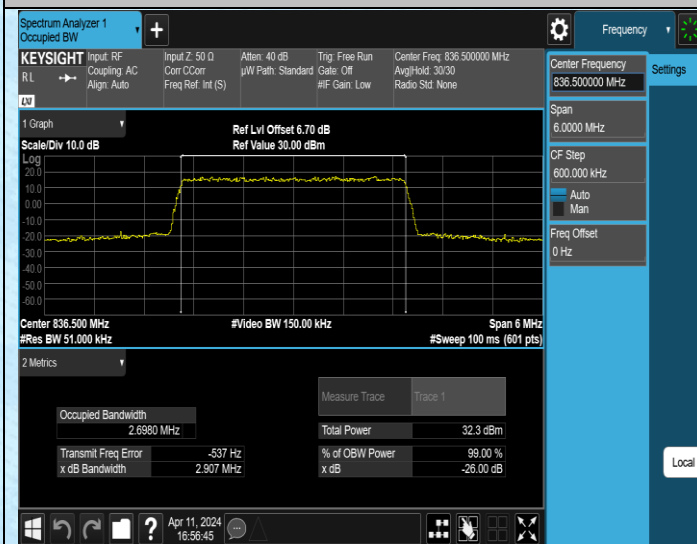 Spectrum Analyzer 1
Occupied BW
Frequency
KEYSIGHT
R L
LXI
Input: RF
Coupling: AC
Align: Auto
Input Z: 50 Ω
Corr CCorr
Freq Ref: Int (S)
Atten: 40 dB
µW Path: Standard
Trig: Free Run
Gate: Off
#IF Gain: Low
Center Freq: 836.500000 MHz
Avg|Hold: 30/30
Radio Std: None
Center Frequency
836.500000 MHz
Settings
Span
6.0000 MHz
CF Step
600.000 kHz
Auto
Man
Freq Offset
0 Hz
1 Graph
Scale/Div 10.0 dB
Ref Lvl Offset 6.70 dB
Ref Value 30.00 dBm
Log
20.0
10.0
0.00
-10.0
-20.0
-30.0
-40.0
-50.0
-60.0
Center 836.500 MHz
#Video BW 150.00 kHz
Span 6 MHz
#Res BW 51.000 kHz
#Sweep 100 ms (601 pts)
2 Metrics
Measure Trace
Trace 1
Occupied Bandwidth
2.6980 MHz
Total Power
32.3 dBm
Transmit Freq Error
-537 Hz
% of OBW Power
99.00 %
x dB Bandwidth
2.907 MHz
x dB
-26.00 dB
Local
?
Apr 11, 2024
16:56:45